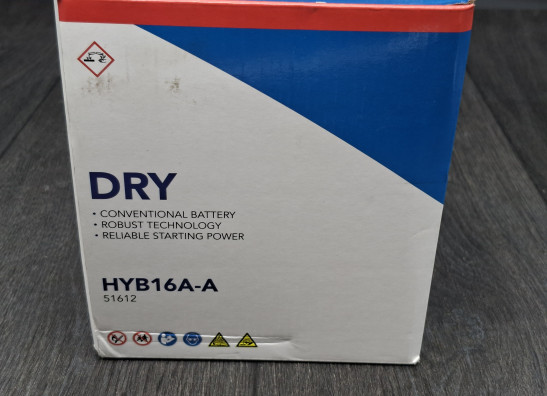 DRY
• CONVENTIONAL BATTERY
• ROBUST TECHNOLOGY
• RELIABLE STARTING POWER
HYB16A-A
51612